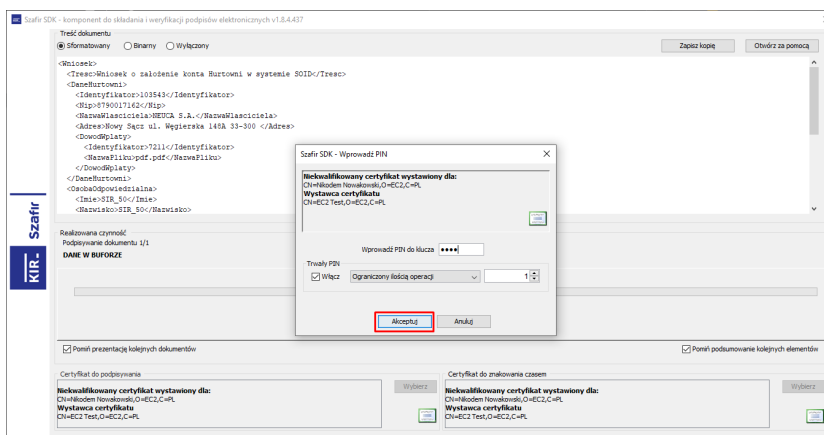 Szafir SDK - komponent do składania i weryfikacji podpisów elektronicznych v1.8.4.437
Treść dokumentu
Sformatowany Binarny Wyłączony Zapisz kopię Otwórz za pomocą
<Wniosek>
<Tresc>Wniosek o założenie konta Hurtowni w systemie SOID</Tresc>
<DaneHurtowni>
<Identyfikator>103543</Identyfikator>
<Nip>8790017162</Nip>
<NazwaWlasciciela>NEUCA S.A.</NazwaWlasciciela>
<Adres>Nowy Sącz ul. Węgierska 148A 33-300 </Adres>
<DowodWplaty>
<Identyfikator>7211</Identyfikator>
<NazwaPliku>pdf.pdf</NazwaPliku>
</DowodWplaty>
</DaneHurtowni>
<OsobaOdpowiedzialna>
<Imie>SIR_50</Imie>
<Nazwisko>SIR_50</Nazwisko>
Szafir SDK - Wprowadź PIN
Niekwalifikowany certyfikat wystawiony dla:
CN=Nikodem Nowakowski,O=EC2,C=PL
Wystawca certyfikatu
CN=EC2 Test,O=EC2,C=PL
Wprowadź PIN do klucza
Trwały PIN
Włącz Ograniczony ilością operacji 1
Akceptuj Anuluj
Szafir
KIR
Realizowana czynność
Podpisywanie dokumentu 1/1
DANE W BUFORZE
Pomiń prezentację kolejnych dokumentów Pomiń podsumowanie kolejnych elementów
Certyfikat do podpisywania
Niekwalifikowany certyfikat wystawiony dla:
CN=Nikodem Nowakowski,O=EC2,C=PL
Wystawca certyfikatu
CN=EC2 Test,O=EC2,C=PL
Wybierz
Certyfikat do znakowania czasem
Niekwalifikowany certyfikat wystawiony dla:
CN=Nikodem Nowakowski,O=EC2,C=PL
Wystawca certyfikatu
CN=EC2 Test,O=EC2,C=PL
Wybierz